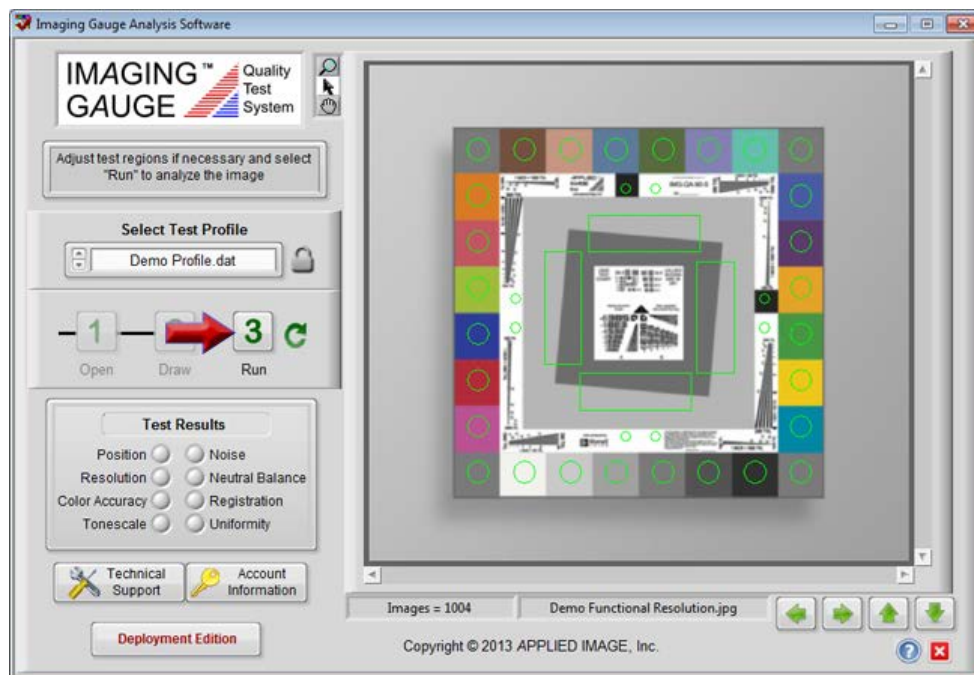 Imaging Gauge Analysis Software
IMAGING™
GAUGE
Quality
Test
System
Adjust test regions if necessary and select
"Run" to analyze the image
Select Test Profile
Demo Profile.dat
1
3
Open
Draw
Run
Test Results
Position
Noise
Resolution
Neutral Balance
Color Accuracy
Registration
Tonescale
Uniformity
Technical
Support
Account
Information
Deployment Edition
Images = 1004
Demo Functional Resolution.jpg
Copyright © 2013 APPLIED IMAGE, Inc.
?